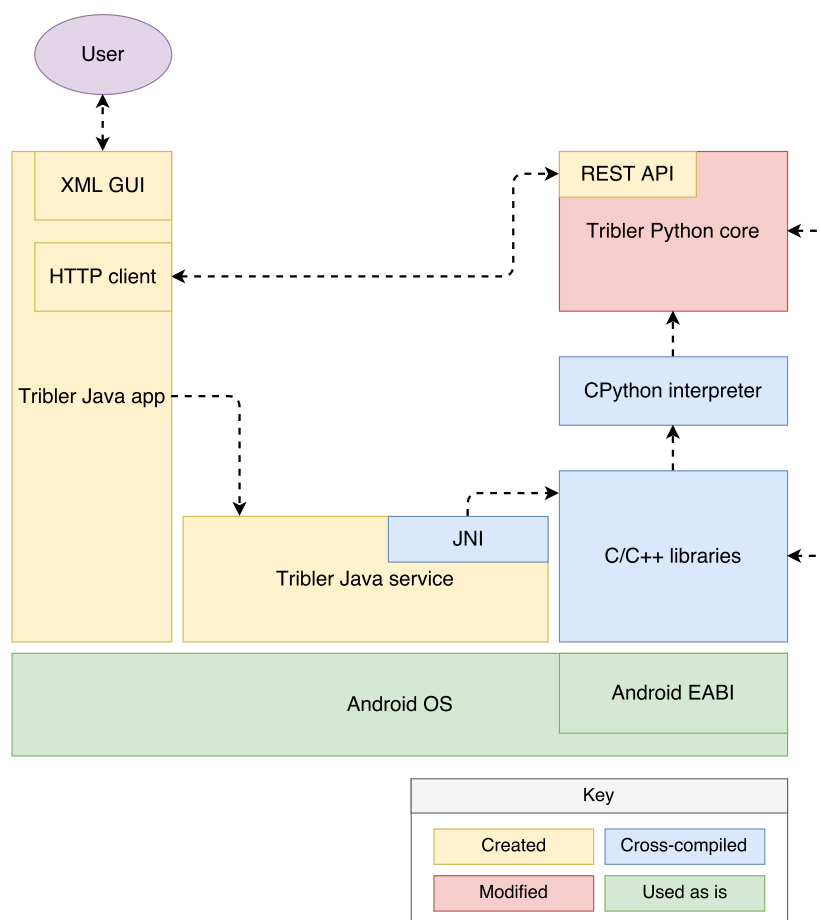 User
XML GUI
REST API
Tribler Python core
HTTP client
CPython interpreter
Tribler Java app
JNI
C/C++ libraries
Tribler Java service
Android EABI
Android OS
Key
Created
Cross-compiled
Modified
Used as is